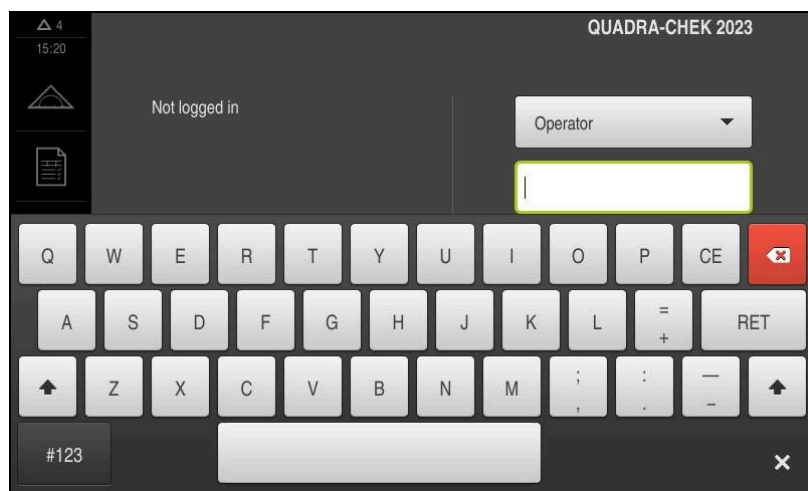 4
QUADRA-CHEK 2023
15:20
Not logged in
Operator
Q W E R T Y U I O P CE
A S D F G H J K L = + RET
Z X C V B N M ; , : . — –
#123